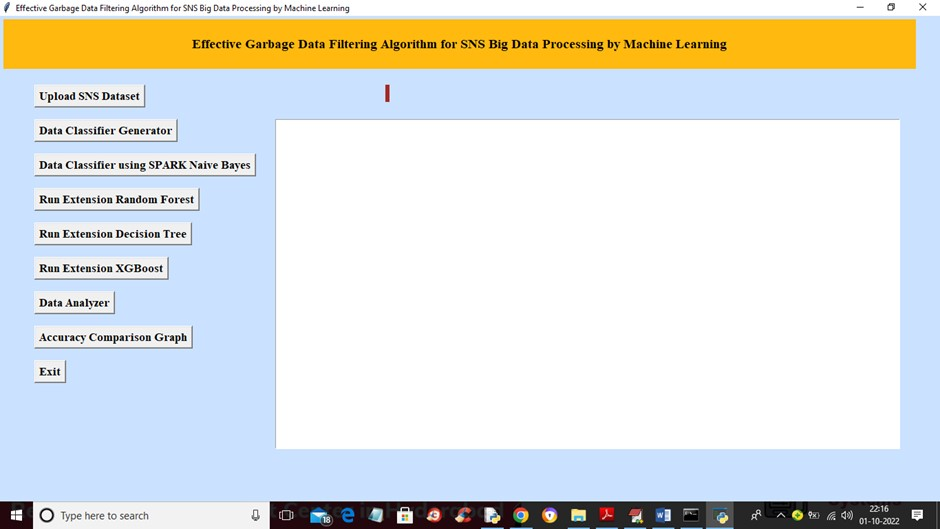 Effective Garbage Data Filtering Algorithm for SNS Big Data Processing by Machine Learning
Effective Garbage Data Filtering Algorithm for SNS Big Data Processing by Machine Learning
Upload SNS Dataset
Data Classifier Generator
Data Classifier using SPARK Naive Bayes
Run Extension Random Forest
Run Extension Decision Tree
Run Extension XGBoost
Data Analyzer
Accuracy Comparison Graph
Exit
Type here to search
18
22:16
01-10-2022